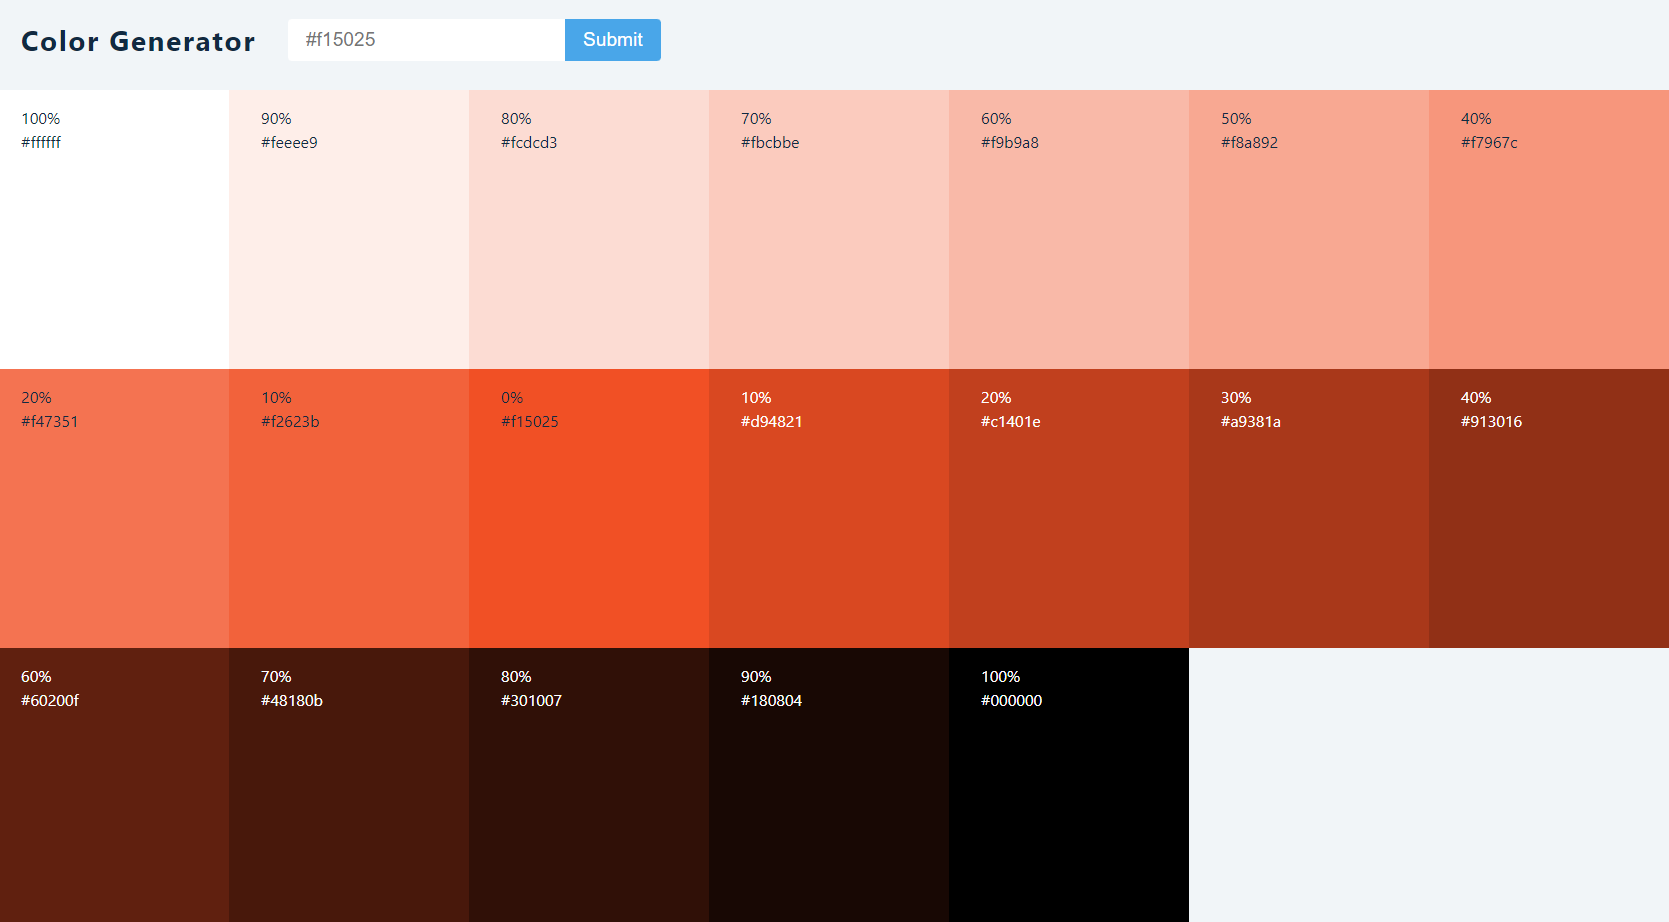 Color Generator
#f15025
Submit
100%
#ffffff
90%
#feeee9
80%
#fcdcd3
70%
#fbcbbe
60%
#f9b9a8
50%
#f8a892
40%
#f7967c
20%
#f47351
10%
#f2623b
0%
#f15025
10%
#d94821
20%
#c1401e
30%
#a9381a
40%
#913016
60%
#60200f
70%
#48180b
80%
#301007
90%
#180804
100%
#000000